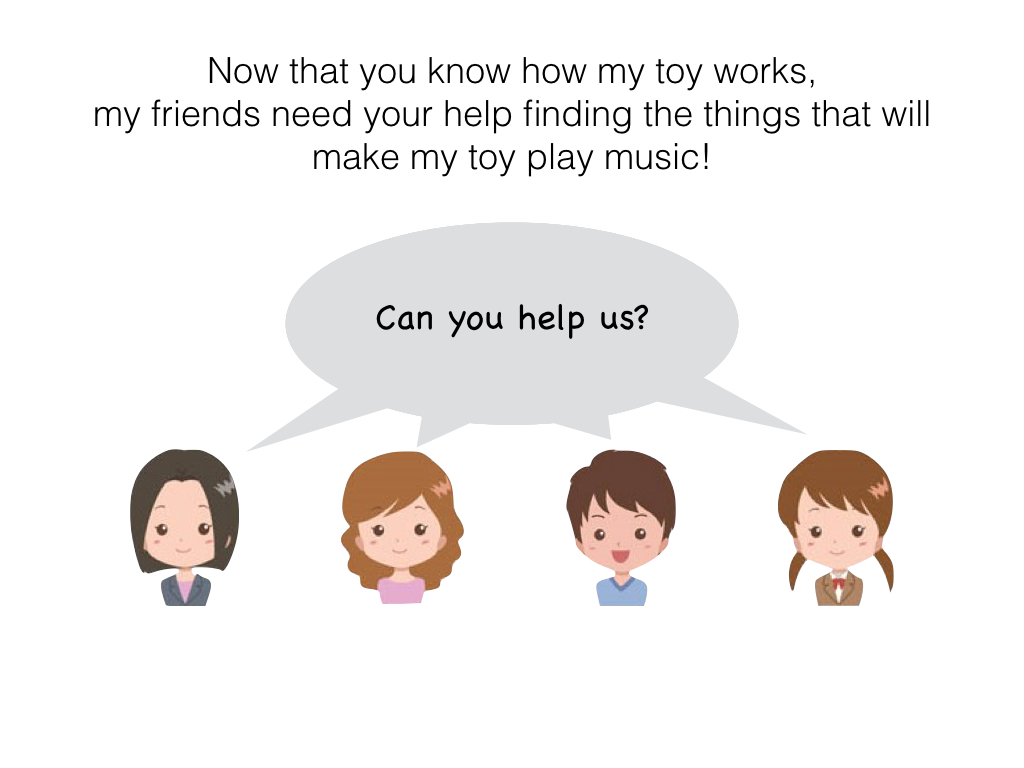 Now that you know how my toy works,
my friends need your help finding the things that will
make my toy play music!
Can you help us?